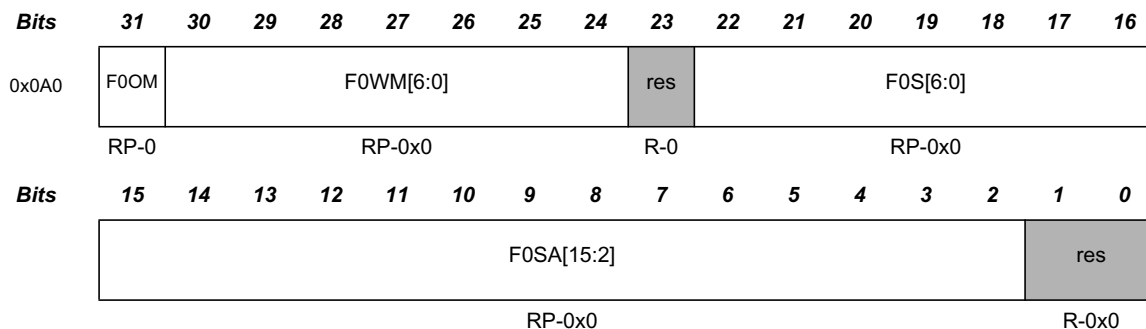 Bits 31 30 29 28 27 26 25 24 23 22 21 20 19 18 17 16
0x0A0 F0OM F0WM[6:0] res F0S[6:0]
RP-0 RP-0x0 R-0 RP-0x0
Bits 15 14 13 12 11 10 9 8 7 6 5 4 3 2 1 0
F0SA[15:2] res
RP-0x0 R-0x0